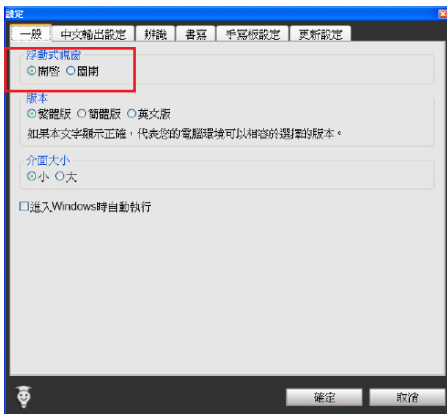 設定
一般 中文輸出設定 辨識 書寫 手寫板設定 更新設定
浮動式視窗
開啓 關閉
版本
繁體版 簡體版 英文版
如果本文字顯示正確，代表您的電腦環境可以相容於選擇的版本。
介面大小
小 大
進入Windows時自動執行
確定 取消